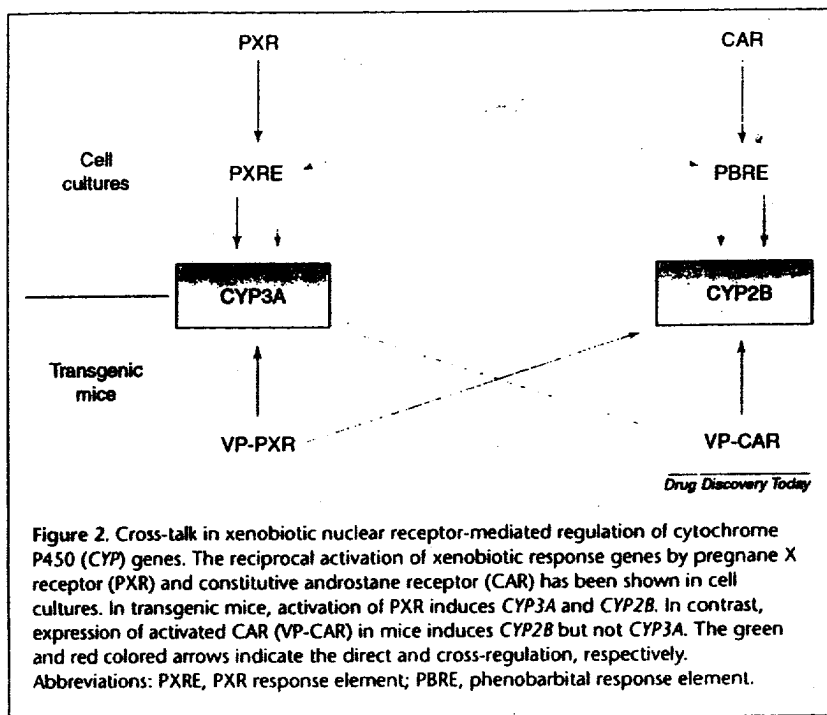 PXR CAR
Cell
cultures
PXRE PBRE
CYP3A CYP2B
Transgenic
mice
VP-PXR VP-CAR
Drug Discovery Today
Figure 2. Cross-talk in xenobiotic nuclear receptor-mediated regulation of cytochrome
P450 (CYP) genes. The reciprocal activation of xenobiotic response genes by pregnane X
receptor (PXR) and constitutive androstane receptor (CAR) has been shown in cell
cultures. In transgenic mice, activation of PXR induces CYP3A and CYP2B. In contrast,
expression of activated CAR (VP-CAR) in mice induces CYP2B but not CYP3A. The green
and red colored arrows indicate the direct and cross-regulation, respectively.
Abbreviations: PXRE, PXR response element; PBRE, phenobarbital response element.